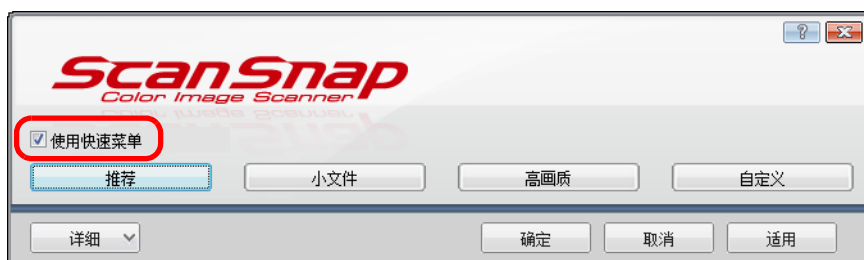 ScanSnap
Color Image Scanner
使用快速菜单
推荐 小文件 高画质 自定义
详细 确定 取消 适用